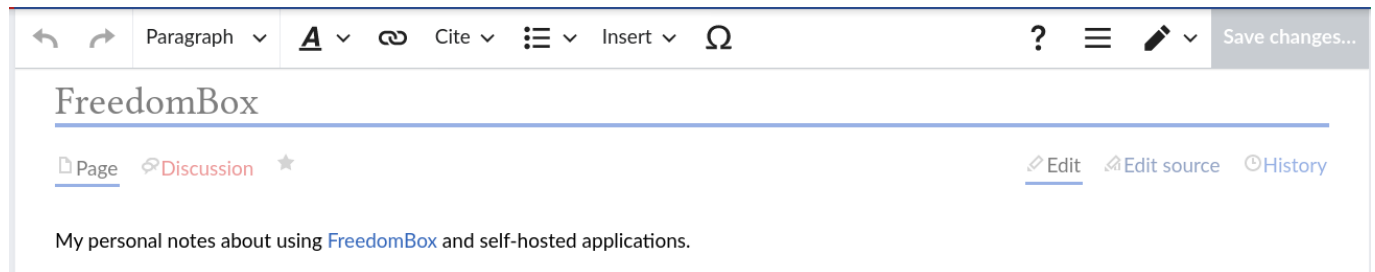 Paragraph A Cite Insert Ω ? Save changes...
FreedomBox
Page Discussion Edit Edit source History
My personal notes about using FreedomBox and self-hosted applications.